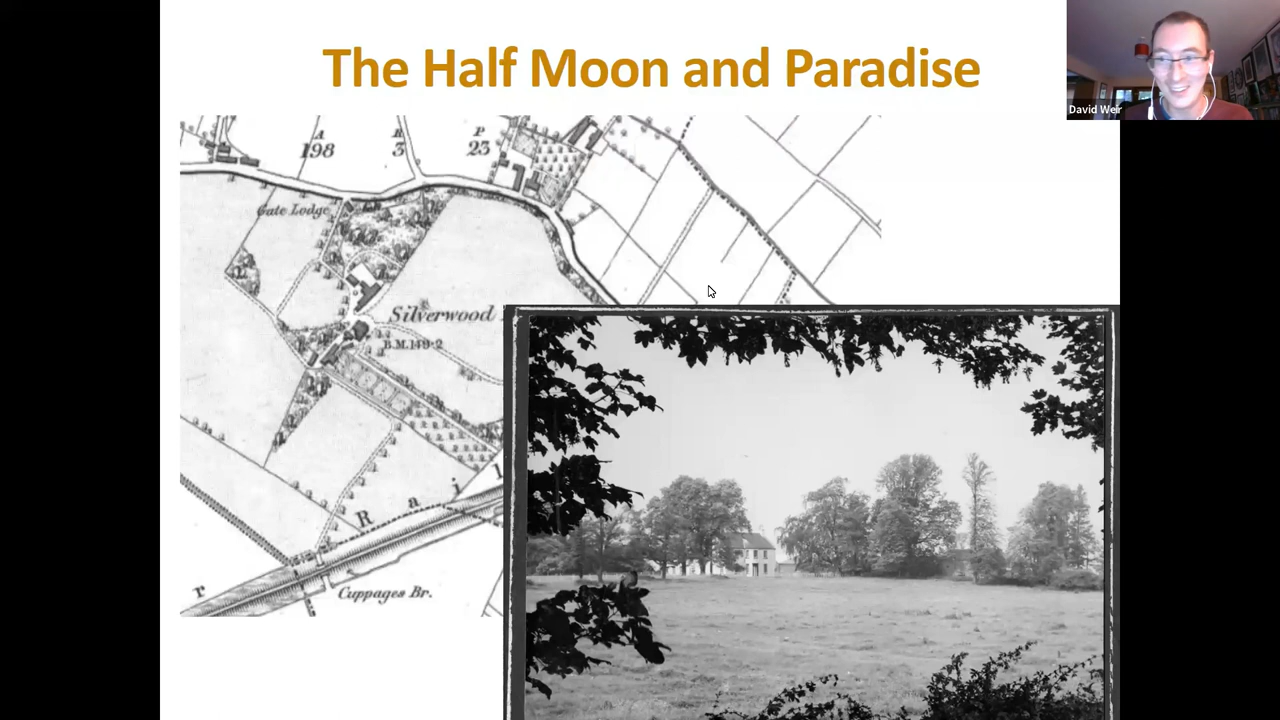 The Half Moon and Paradise
David Weir
A
198
R
3
P
23
Gate Lodge
Silverwood
B.M.149·2
R a i l
r
Cuppages Br.